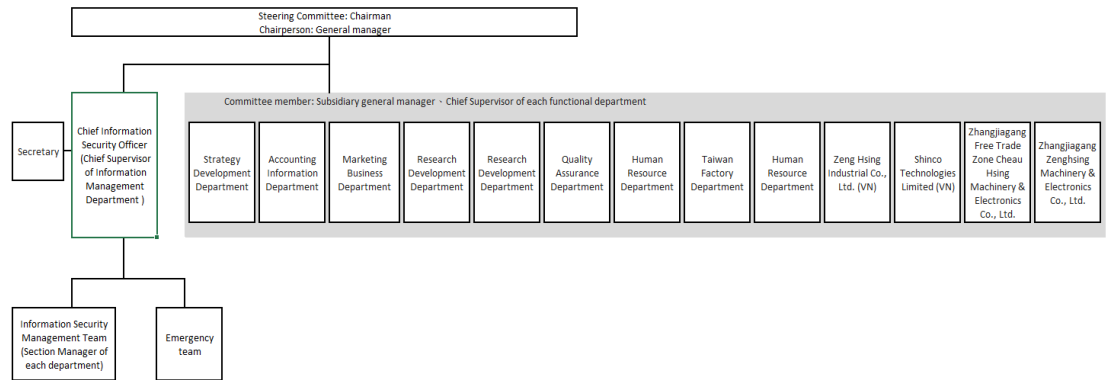 Steering Committee: Chairman
Chairperson: General manager
Committee member: Subsidiary general manager、Chief Supervisor of each functional department
Secretary
Chief Information
Security Officer
(Chief Supervisor
of Information
Management
Department )
Strategy
Development
Department
Accounting
Information
Department
Marketing
Business
Department
Research
Development
Department
Research
Development
Department
Quality
Assurance
Department
Human
Resource
Department
Taiwan
Factory
Department
Human
Resource
Department
Zeng Hsing
Industrial Co.,
Ltd. (VN)
Shinco
Technologies
Limited (VN)
Zhangjiagang
Free Trade
Zone Cheau
Hsing
Machinery &
Electronics
Co., Ltd.
Zhangjiagang
Zenghsing
Machinery &
Electronics
Co., Ltd.
Information Security
Management Team
(Section Manager of
each department)
Emergency
team